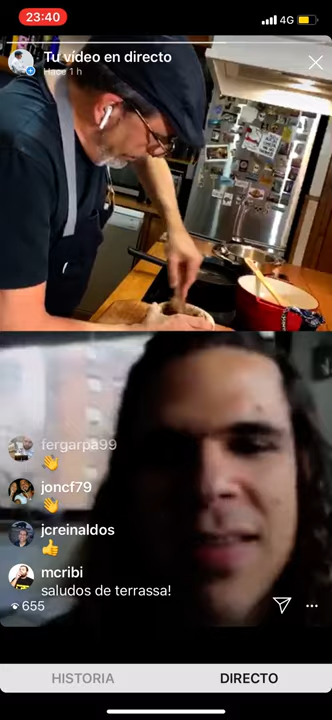 23:40
4G
Tu vídeo en directo
Hace 1 h
fergarpa99
👋
joncf79
👋
jcreinaldos
👍
mcribi
saludos de terrassa!
655
HISTORIA
DIRECTO